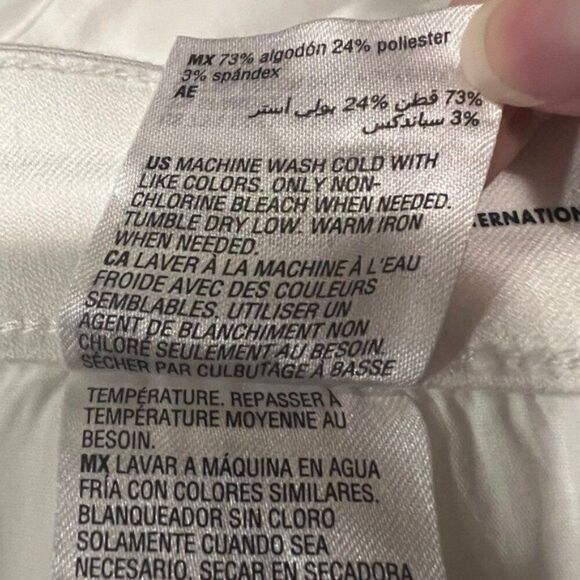 MX 73% algodón 24% poliester
3% spándex
AE
73% قطن 24% بولي أستر
3% سباندكس
US MACHINE WASH COLD WITH
LIKE COLORS. ONLY NON-
CHLORINE BLEACH WHEN NEEDED.
TUMBLE DRY LOW. WARM IRON
WHEN NEEDED.
CA LAVER À LA MACHINE À L'EAU
FROIDE AVEC DES COULEURS
SEMBLABLES. UTILISER UN
AGENT DE BLANCHIMENT NON
CHLORÉ SEULEMENT AU BESOIN.
SÉCHER PAR CULBUTAGE À BASSE
TEMPÉRATURE. REPASSER À
TEMPÉRATURE MOYENNE AU
BESOIN.
MX LAVAR A MÁQUINA EN AGUA
FRÍA CON COLORES SIMILARES.
BLANQUEADOR SIN CLORO
SOLAMENTE CUANDO SEA
NECESARIO. SECAR EN SECADORA
ERNATION